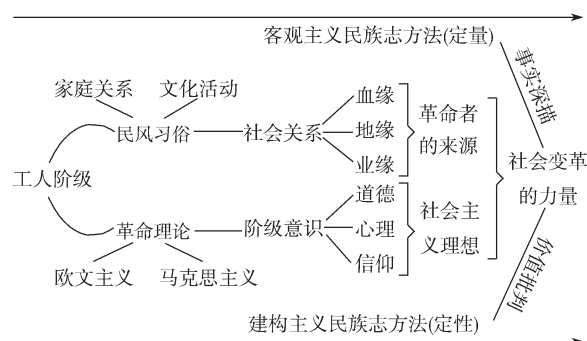 客观主义民族志方法(定量)
事实深描
家庭关系 文化活动
民风习俗 社会关系
血缘
地缘
业缘
革命者
的来源
工人阶级
社会变革
的力量
道德
心理
信仰
社会主
义理想
革命理论 阶级意识
欧文主义 马克思主义
价值批判
建构主义民族志方法(定性)